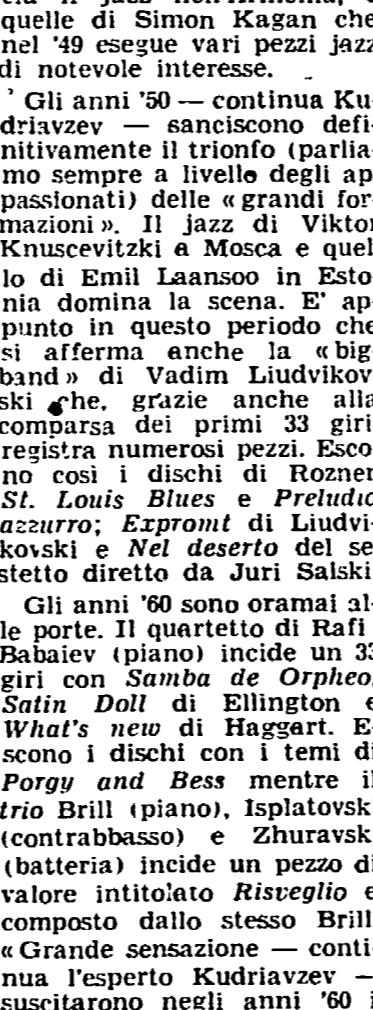 quelle di Simon Kagan che
nel '49 esegue vari pezzi jazz
di notevole interesse.
Gli anni '50 — continua Ku-
driavzev — sanciscono defi-
nitivamente il trionfo (parlia-
mo sempre a livello degli ap-
passionati) delle « grandi for-
mazioni ». Il jazz di Viktor
Knuscevitzki a Mosca e quel-
lo di Emil Laansoo in Esto-
nia domina la scena. E' ap-
punto in questo periodo che
si afferma anche la « big-
band » di Vadim Liudvikov-
ski che, grazie anche alla
comparsa dei primi 33 giri
registra numerosi pezzi. Esco-
no così i dischi di Rozner
St. Louis Blues e Preludio
azzurro; Expromt di Liudvi-
kovski e Nel deserto del se-
stetto diretto da Juri Salski
Gli anni '60 sono oramai al-
le porte. Il quartetto di Rafi
Babaiev (piano) incide un 33
giri con Samba de Orpheo,
Satin Doll di Ellington e
What's new di Haggart. E-
scono i dischi con i temi di
Porgy and Bess mentre il
trio Brill (piano), Isplatovsk
(contrabbasso) e Zhuravsk
(batteria) incide un pezzo di
valore intitolato Risveglio e
composto dallo stesso Brill
« Grande sensazione — conti-
nua l'esperto Kudriavzev —
suscitarono negli anni '60 i